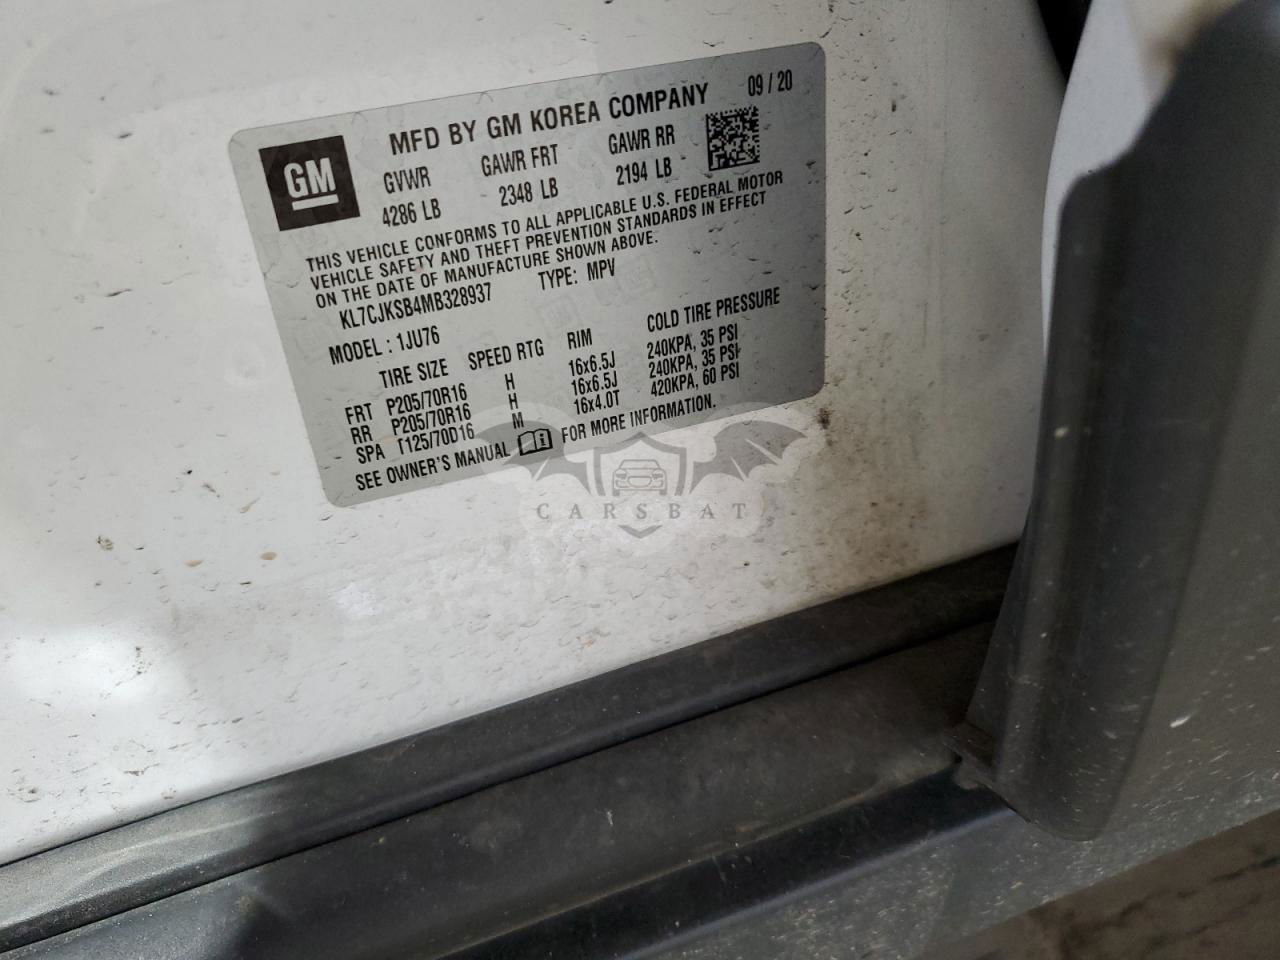 GM
MFD BY GM KOREA COMPANY 09 / 20
GVWR GAWR FRT GAWR RR
4286 LB 2348 LB 2194 LB
THIS VEHICLE CONFORMS TO ALL APPLICABLE U.S. FEDERAL MOTOR
VEHICLE SAFETY AND THEFT PREVENTION STANDARDS IN EFFECT
ON THE DATE OF MANUFACTURE SHOWN ABOVE.
KL7CJKSB4MB328937 TYPE: MPV
MODEL : 1JU76
TIRE SIZE SPEED RTG RIM COLD TIRE PRESSURE
FRT P205/70R16 H 16x6.5J 240KPA, 35 PSI
RR P205/70R16 H 16x6.5J 240KPA, 35 PSI
SPA T125/70D16 M 16x4.0T 420KPA, 60 PSI
SEE OWNER'S MANUAL FOR MORE INFORMATION.
CARSBAT